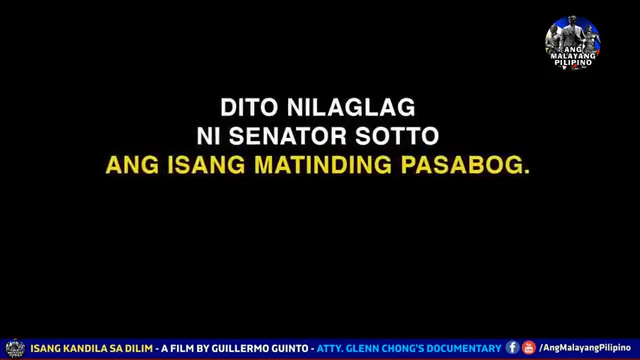 ANG
MALAYANG
PILIPINO
DITO NILAGLAG
NI SENATOR SOTTO
ANG ISANG MATINDING PASABOG.
ISANG KANDILA SA DILIM - A FILM BY GUILLERMO GUINTO - ATTY. GLENN CHONG'S DOCUMENTARY /AngMalayangPilipino